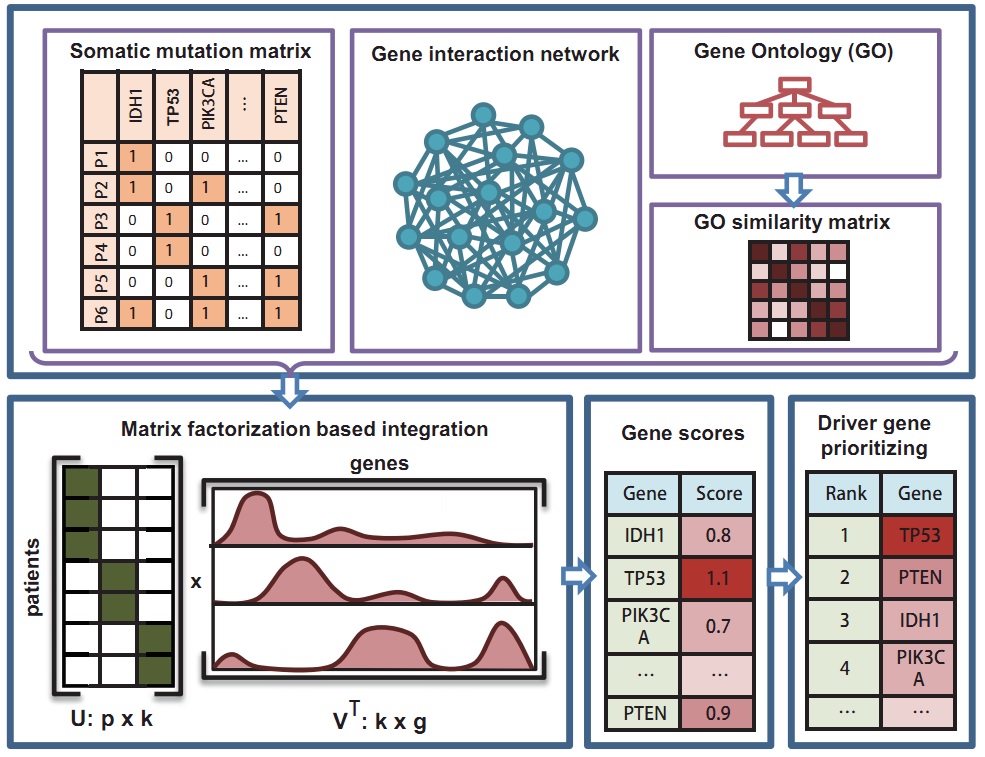 Somatic mutation matrix
IDH1 TP53 PIK3CA ... PTEN
P1 1 0 0 ... 0
P2 1 0 1 ... 0
P3 0 1 0 ... 1
P4 0 1 0 ... 0
P5 0 0 1 ... 1
P6 1 0 1 ... 1
Gene interaction network
Gene Ontology (GO)
GO similarity matrix
Matrix factorization based integration
genes
patients
x
U: p x k
V^T: k x g
Gene scores
Gene Score
IDH1 0.8
TP53 1.1
PIK3C
A 0.7
... ...
PTEN 0.9
Driver gene
prioritizing
Rank Gene
1 TP53
2 PTEN
3 IDH1
4 PIK3C
A
... ...